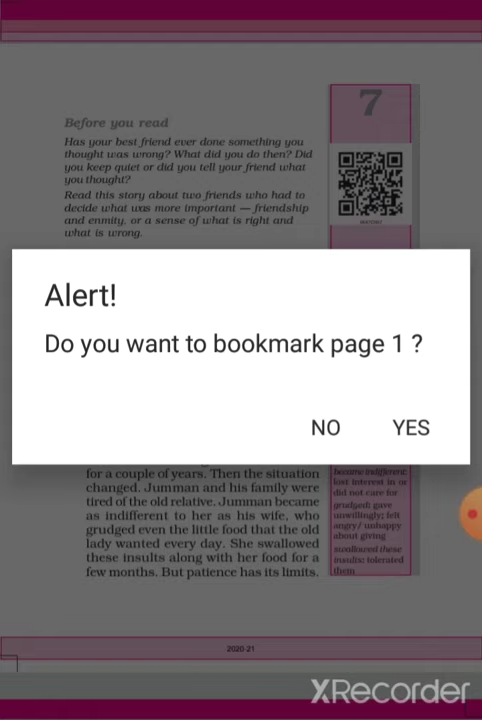 7
Before you read
Has your best friend ever done something you
thought was wrong? What did you do then? Did
you keep quiet or did you tell your friend what
you thought?
Read this story about two friends who had to
decide what was more important — friendship
and enmity, or a sense of what is right and
what is wrong.
Alert!
Do you want to bookmark page 1 ?
NO YES
for a couple of years. Then the situation
changed. Jumman and his family were
tired of the old relative. Jumman became
as indifferent to her as his wife, who
grudged even the little food that the old
lady wanted every day. She swallowed
these insults along with her food for a
few months. But patience has its limits.
became indifferent:
lost interest in or
did not care for
grudged: gave
unwillingly; felt
angry/unhappy
about giving
swallowed these
insults: tolerated
them
2020-21
XRecorder